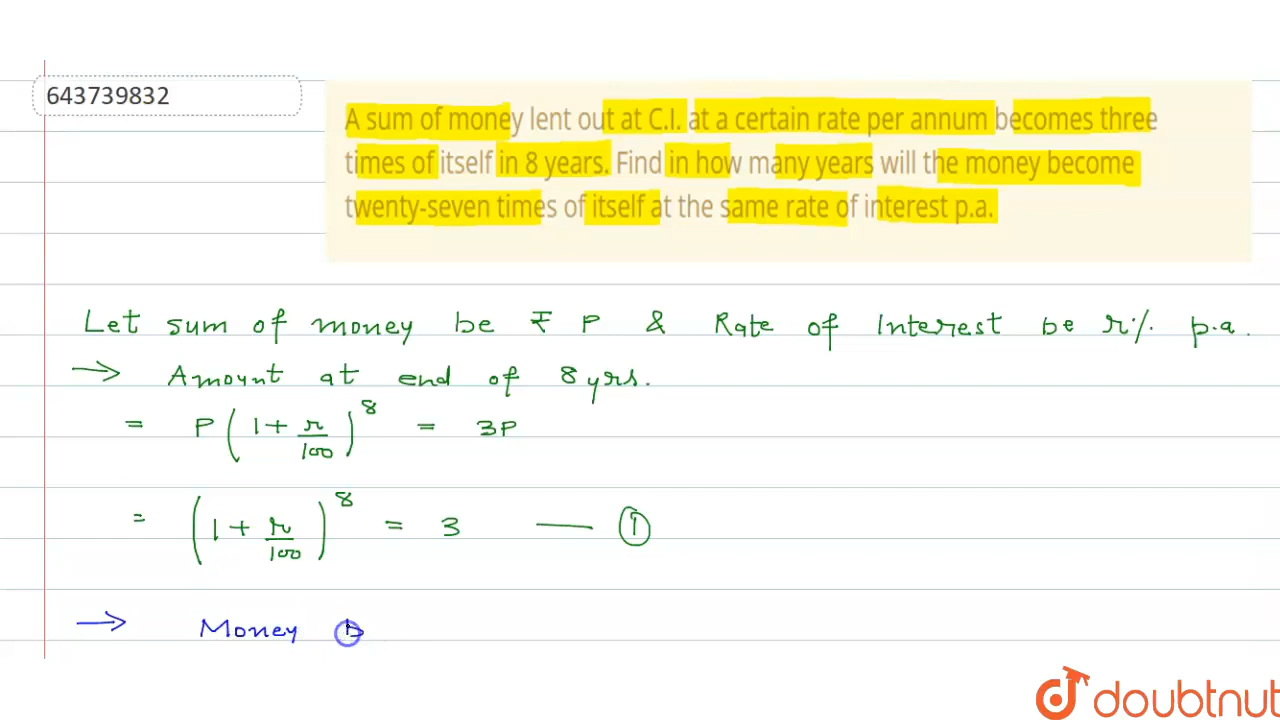 643739832
A sum of money lent out at C.I. at a certain rate per annum becomes three
times of itself in 8 years. Find in how many years will the money become
twenty-seven times of itself at the same rate of interest p.a.
Let sum of money be ₹ P & Rate of Interest be r% p.a.
→ Amount at end of 8 yrs.
= P(1+r/100)^8 = 3P
= (1+r/100)^8 = 3 — ①
→ Money b
doubtnut